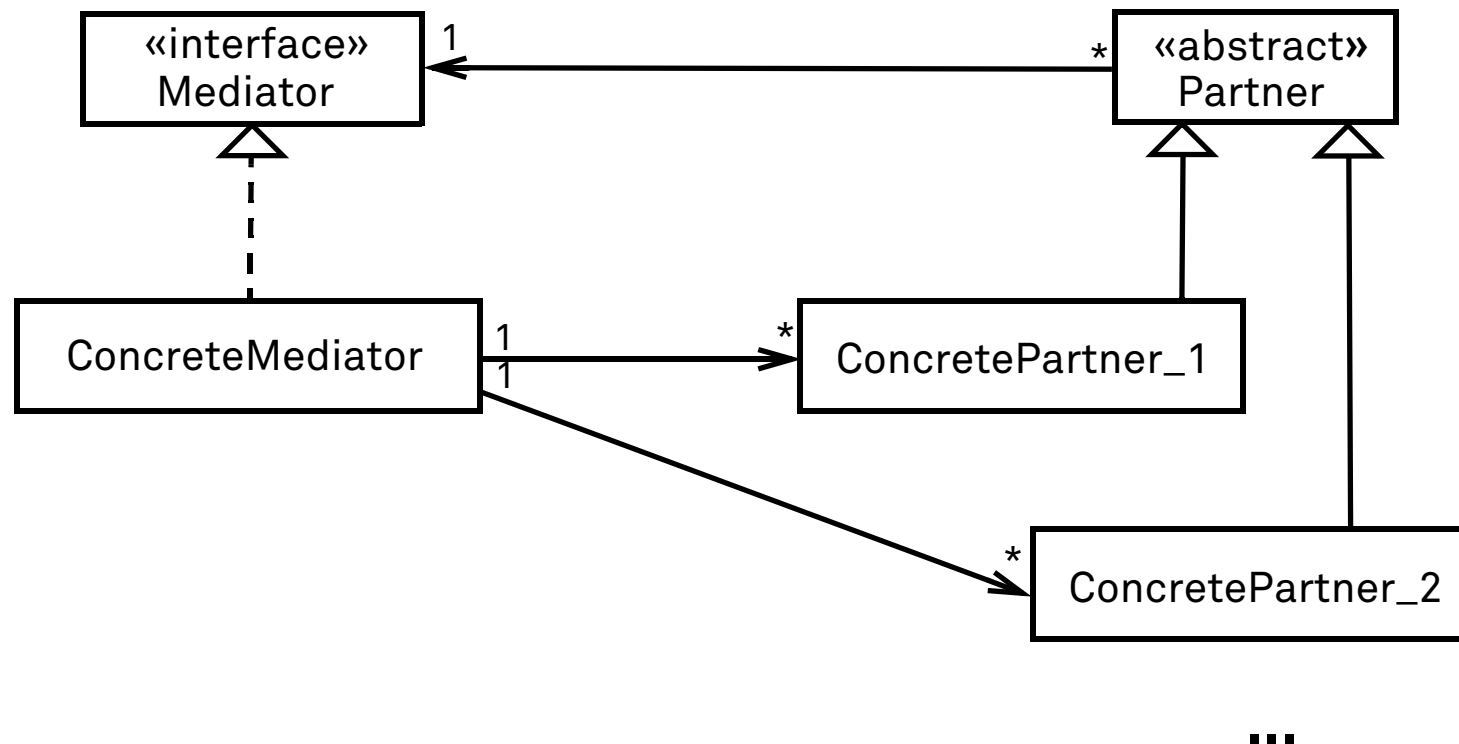 «interface»
Mediator
1
*
«abstract»
Partner
ConcreteMediator
1
*
1
ConcretePartner_1
*
ConcretePartner_2
...